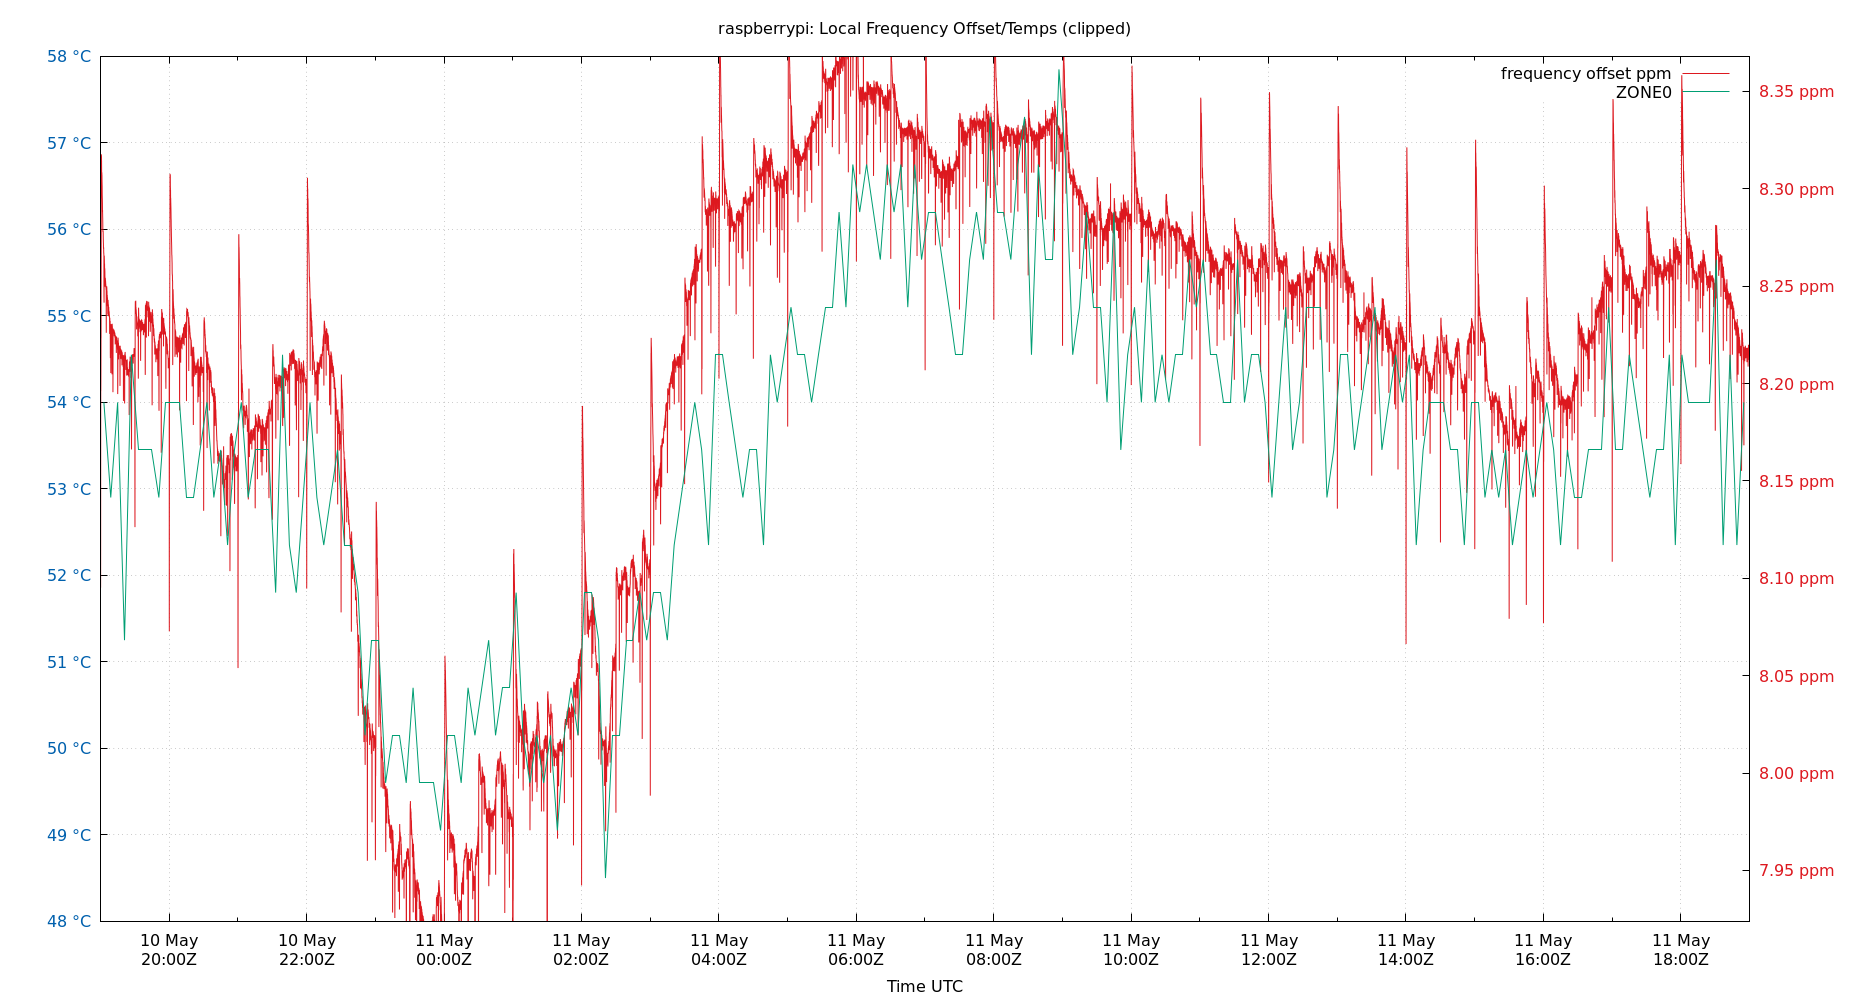 raspberrypi: Local Frequency Offset/Temps (clipped)
58 °C
57 °C
56 °C
55 °C
54 °C
53 °C
52 °C
51 °C
50 °C
49 °C
48 °C
frequency offset ppm
ZONE0
8.35 ppm
8.30 ppm
8.25 ppm
8.20 ppm
8.15 ppm
8.10 ppm
8.05 ppm
8.00 ppm
7.95 ppm
10 May
20:00Z
10 May
22:00Z
11 May
00:00Z
11 May
02:00Z
11 May
04:00Z
11 May
06:00Z
11 May
08:00Z
11 May
10:00Z
11 May
12:00Z
11 May
14:00Z
11 May
16:00Z
11 May
18:00Z
Time UTC